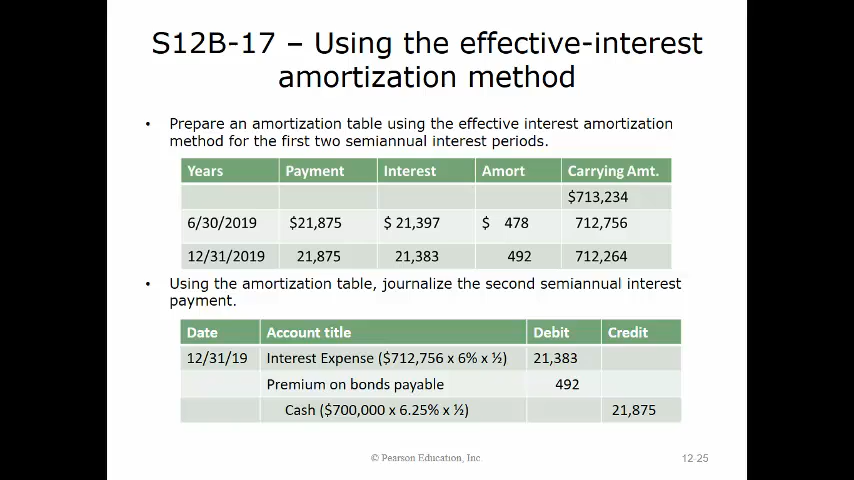 S12B-17 – Using the effective-interest
amortization method
• Prepare an amortization table using the effective interest amortization
method for the first two semiannual interest periods.
Years Payment Interest Amort Carrying Amt.
$713,234
6/30/2019 $21,875 $ 21,397 $ 478 712,756
12/31/2019 21,875 21,383 492 712,264
• Using the amortization table, journalize the second semiannual interest
payment.
Date Account title Debit Credit
12/31/19 Interest Expense ($712,756 x 6% x ½) 21,383
Premium on bonds payable 492
Cash ($700,000 x 6.25% x ½) 21,875
© Pearson Education, Inc. 12-25